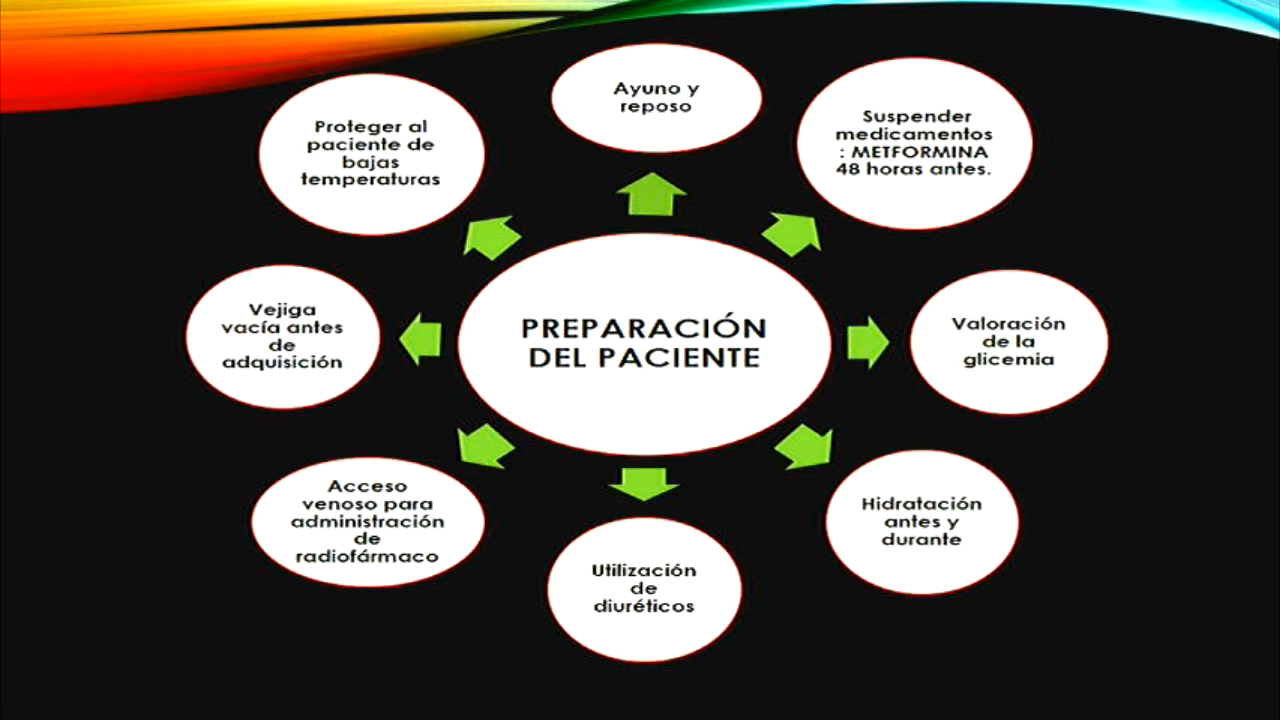 Ayuno y
reposo
Suspender
medicamentos
: METFORMINA
48 horas antes.
Valoración
de la
glicemia
Hidratación
antes y
durante
Utilización
de
diuréticos
Acceso
venoso para
administración
de
radiofármaco
Vejiga
vacía antes
de
adquisición
Proteger al
paciente de
bajas
temperaturas
PREPARACIÓN
DEL PACIENTE